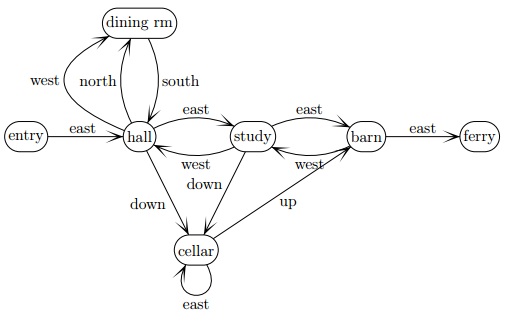 dining rm
west
north
south
east
east
east
east
entry
hall
study
barn
ferry
west
west
down
down
up
cellar
east